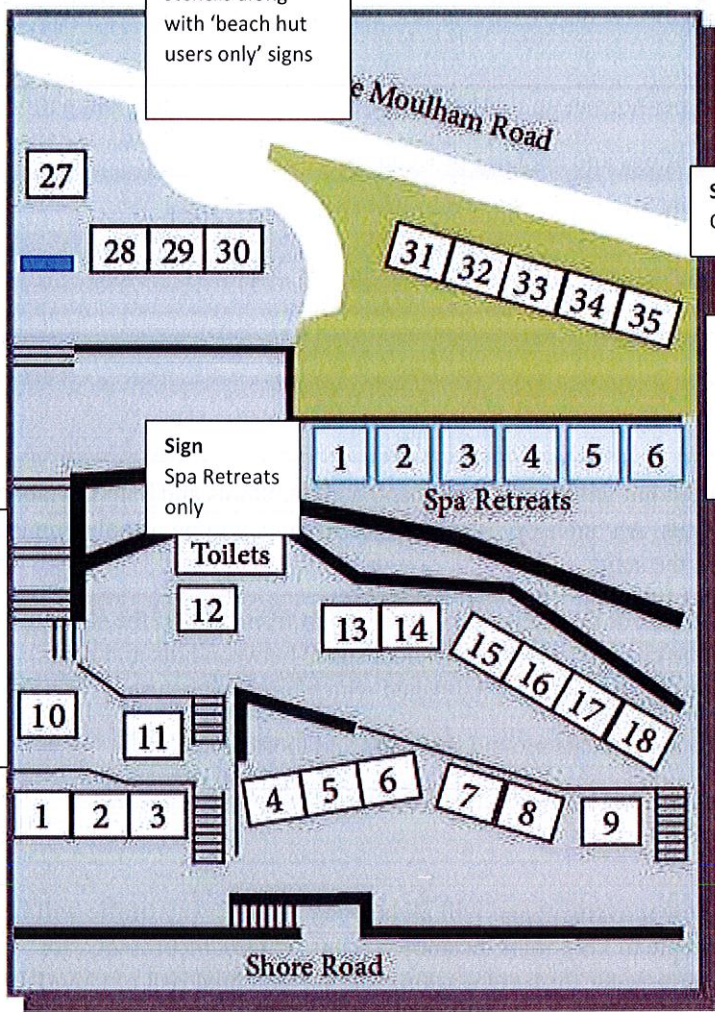 with ‘beach hut
users only’ signs
e Moulham Road
27
28 29 30
31 32 33 34 35
Sign
Spa Retreats
only
1 2 3 4 5 6
Spa Retreats
Toilets
12
13 14
15 16 17 18
10
11
1 2 3
4 5 6
7 8
9
Shore Road